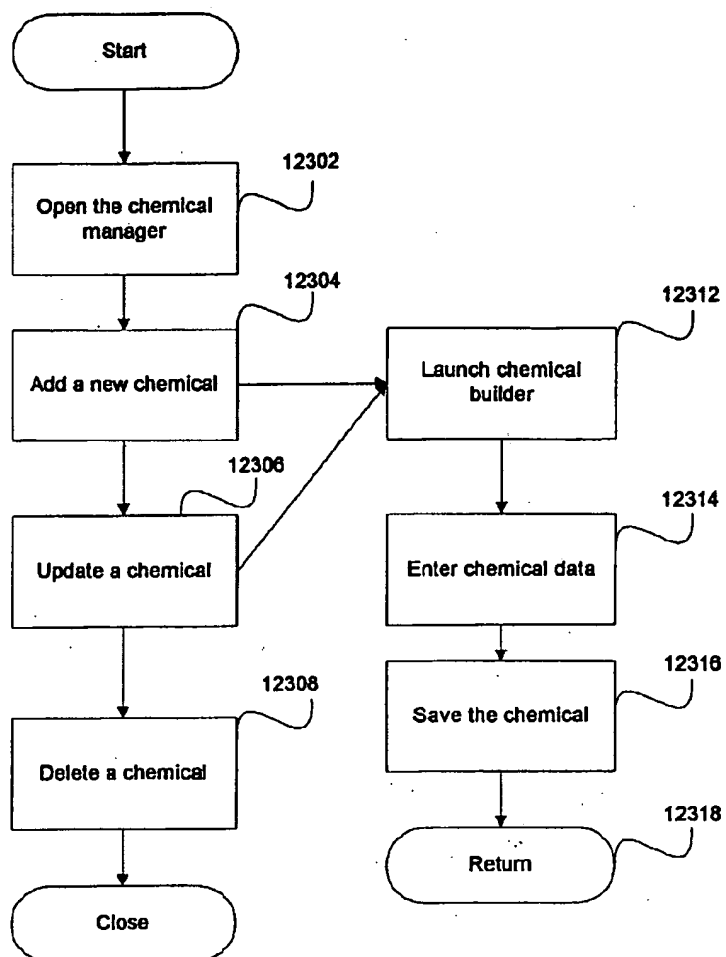 Start
12302
Open the chemical
manager
12304
Add a new chemical
12306
Update a chemical
12308
Delete a chemical
Close
12312
Launch chemical
builder
12314
Enter chemical data
12316
Save the chemical
12318
Return